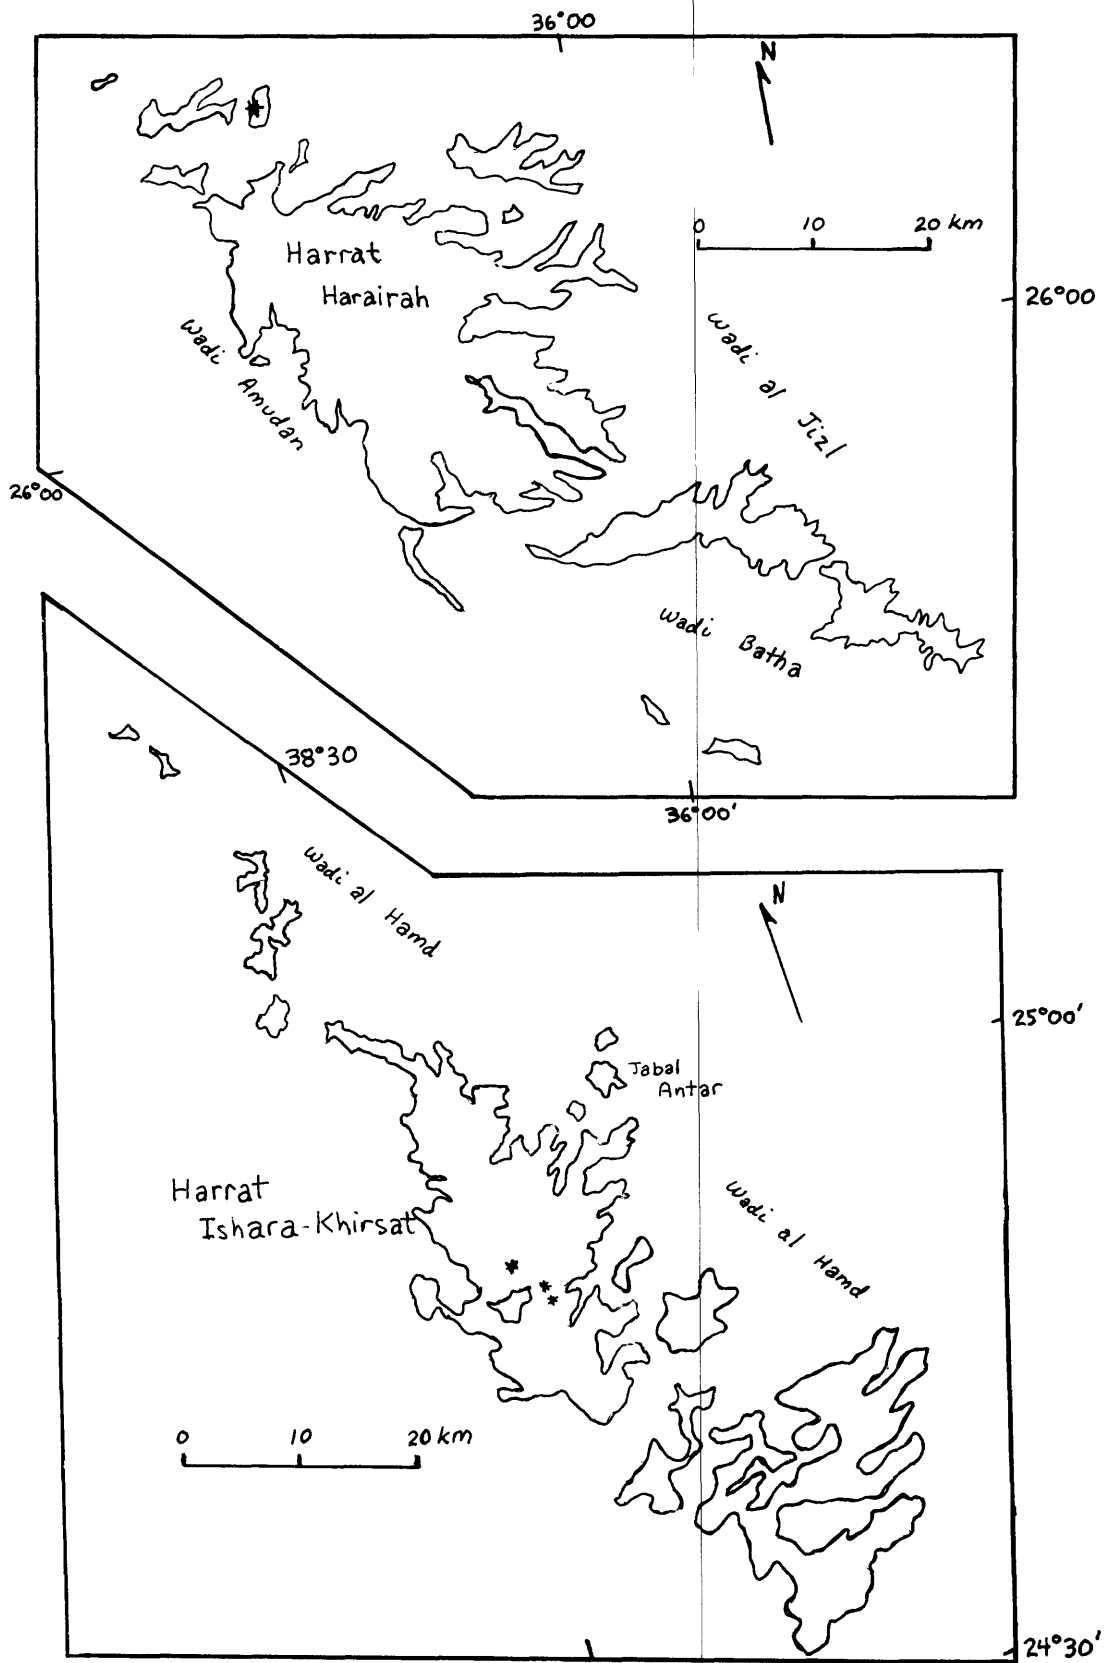 36°00
N
0 10 20 km
Harrat
Harairah
26°00
Wadi
Amudan
Wadi al Jizl
26°00
Wadi Batha
38°30
36°00'
Wadi al Hamd
N
25°00'
Jabal
Antar
Harrat
Ishara-Khirsat
Wadi al Hamd
0 10 20 km
24°30'